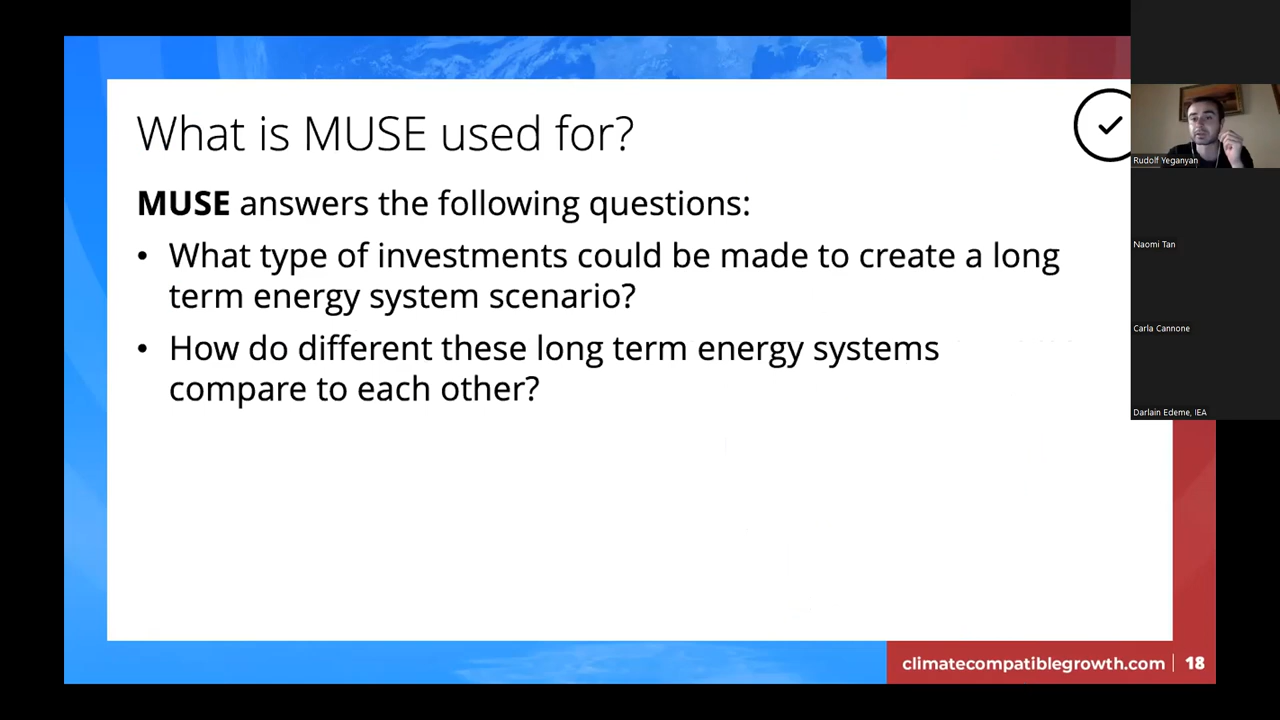 What is MUSE used for?
MUSE answers the following questions:
• What type of investments could be made to create a long
term energy system scenario?
• How do different these long term energy systems
compare to each other?
climatecompatiblegrowth.com | 18
Rudolf Yeganyan
Naomi Tan
Carla Cannone
Darlain Edeme, IEA